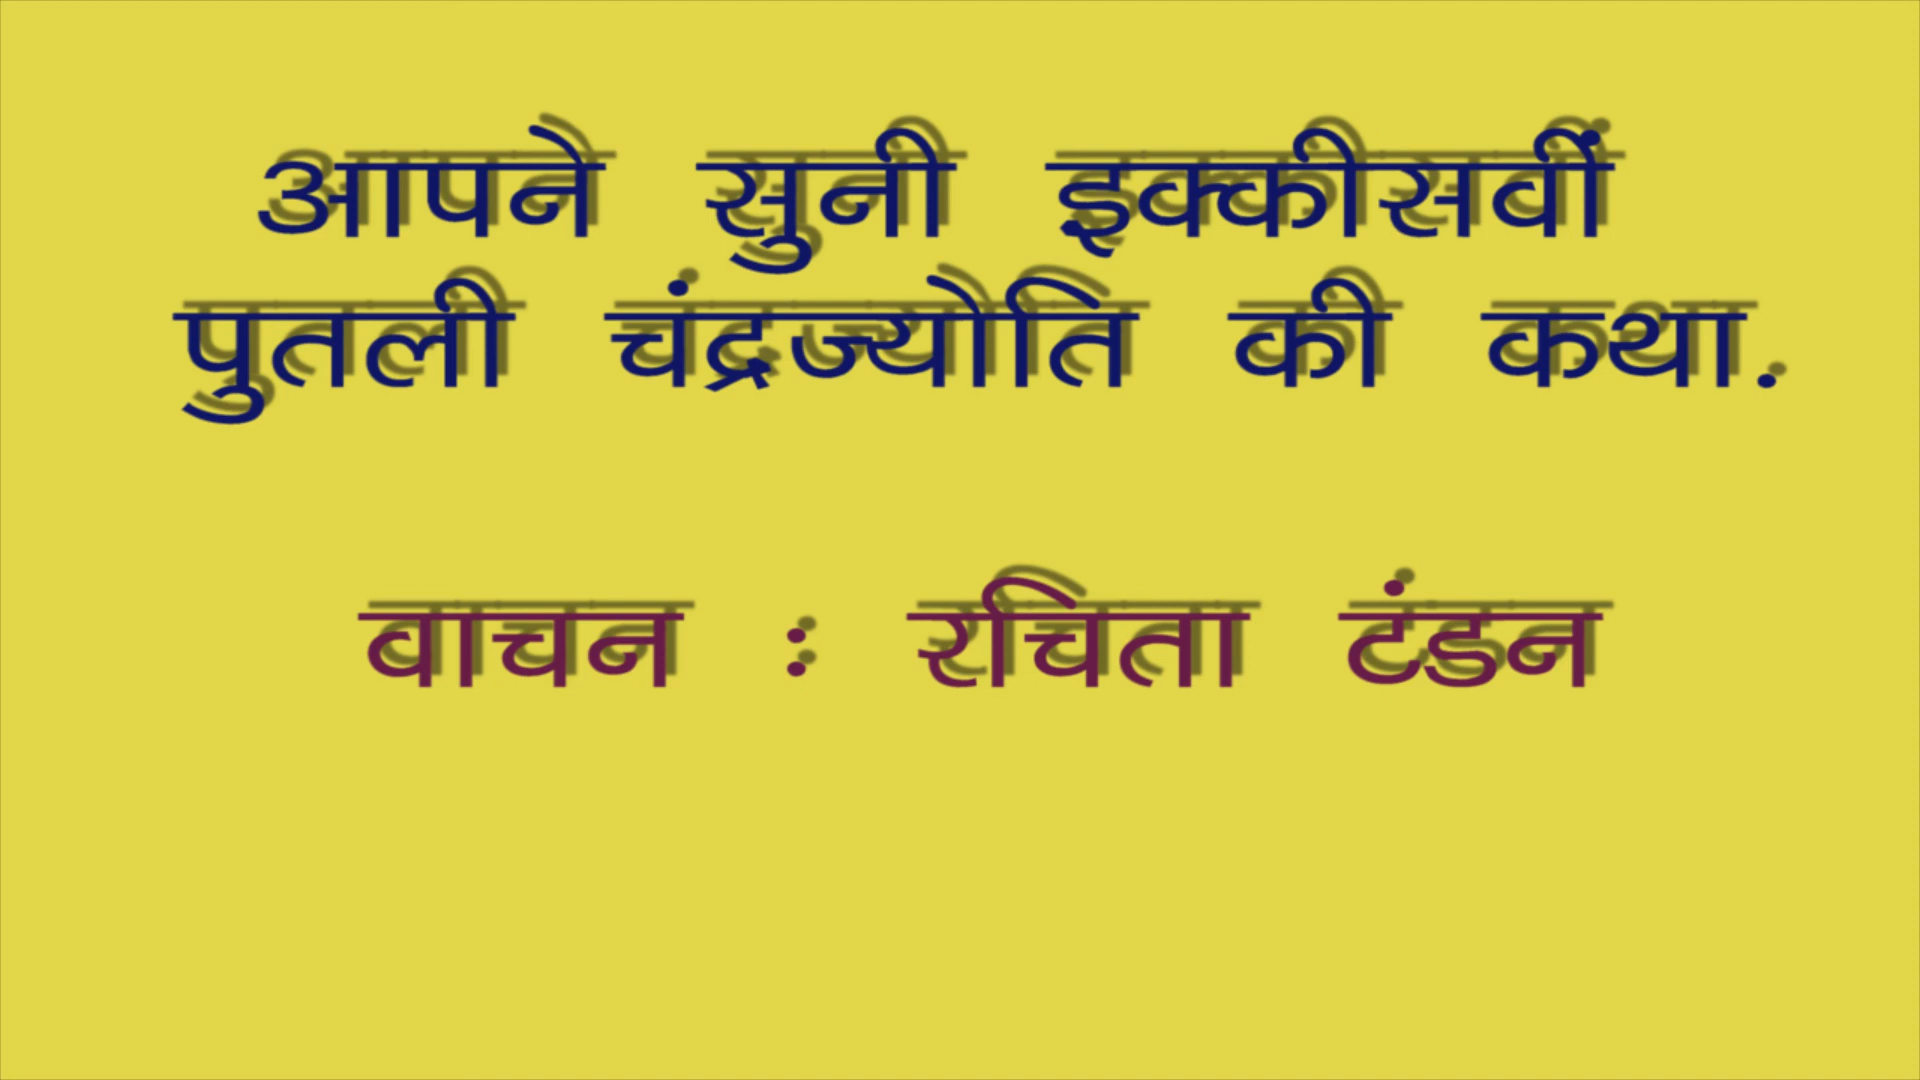 आपने सुनी इक्कीसवीं
पुतली चंद्रज्योति की कथा.
वाचन : रचिता टंडन